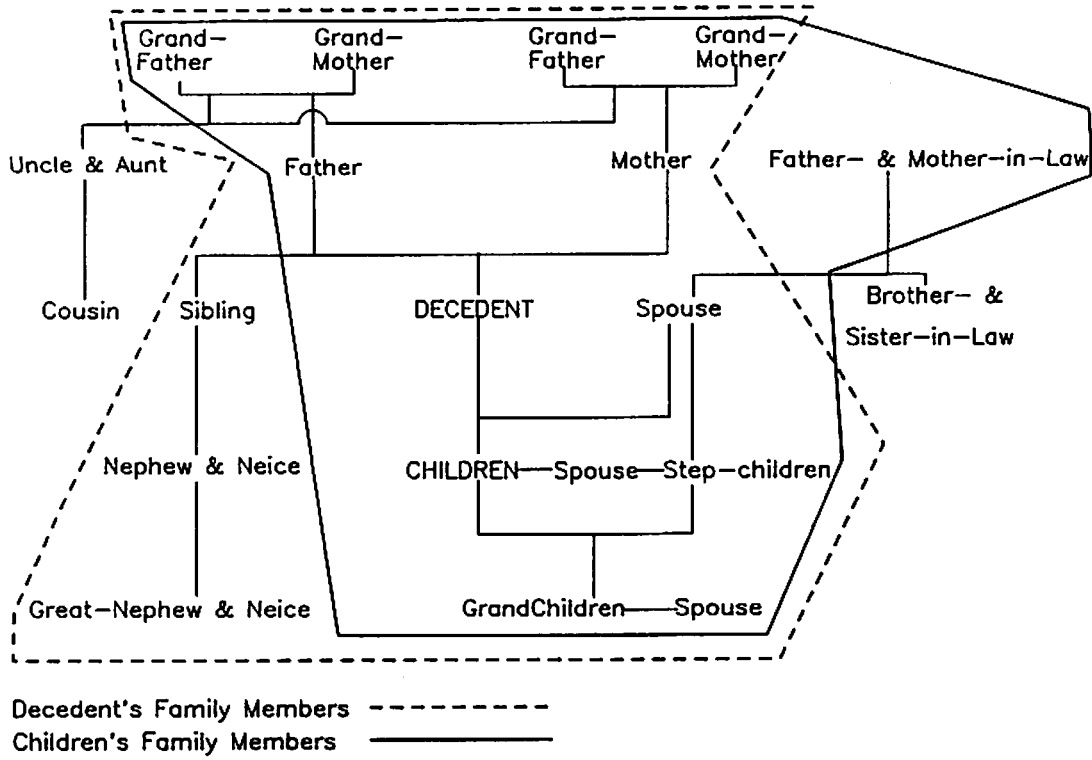 Grand-
Father
Grand-
Mother
Grand-
Father
Grand-
Mother
Uncle & Aunt
Father
Mother
Father- & Mother-in-Law
Cousin
Sibling
DECEDENT
Spouse
Brother- &
Sister-in-Law
Nephew & Neice
CHILDREN
Spouse
Step-children
Great-Nephew & Neice
GrandChildren
Spouse
Decedent's Family Members
Children's Family Members